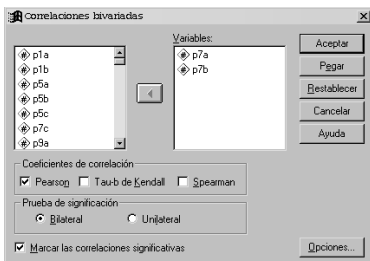 Correlaciones bivariadas
Variables:
p1a
p1b
p5a
p5b
p5c
p7c
p9a
p7a
p7b
Aceptar
Pegar
Restablecer
Cancelar
Ayuda
Coeficientes de correlación
Pearson Tau-b de Kendall Spearman
Prueba de significación
Bilateral Unilateral
Marcar las correlaciones significativas
Opciones...